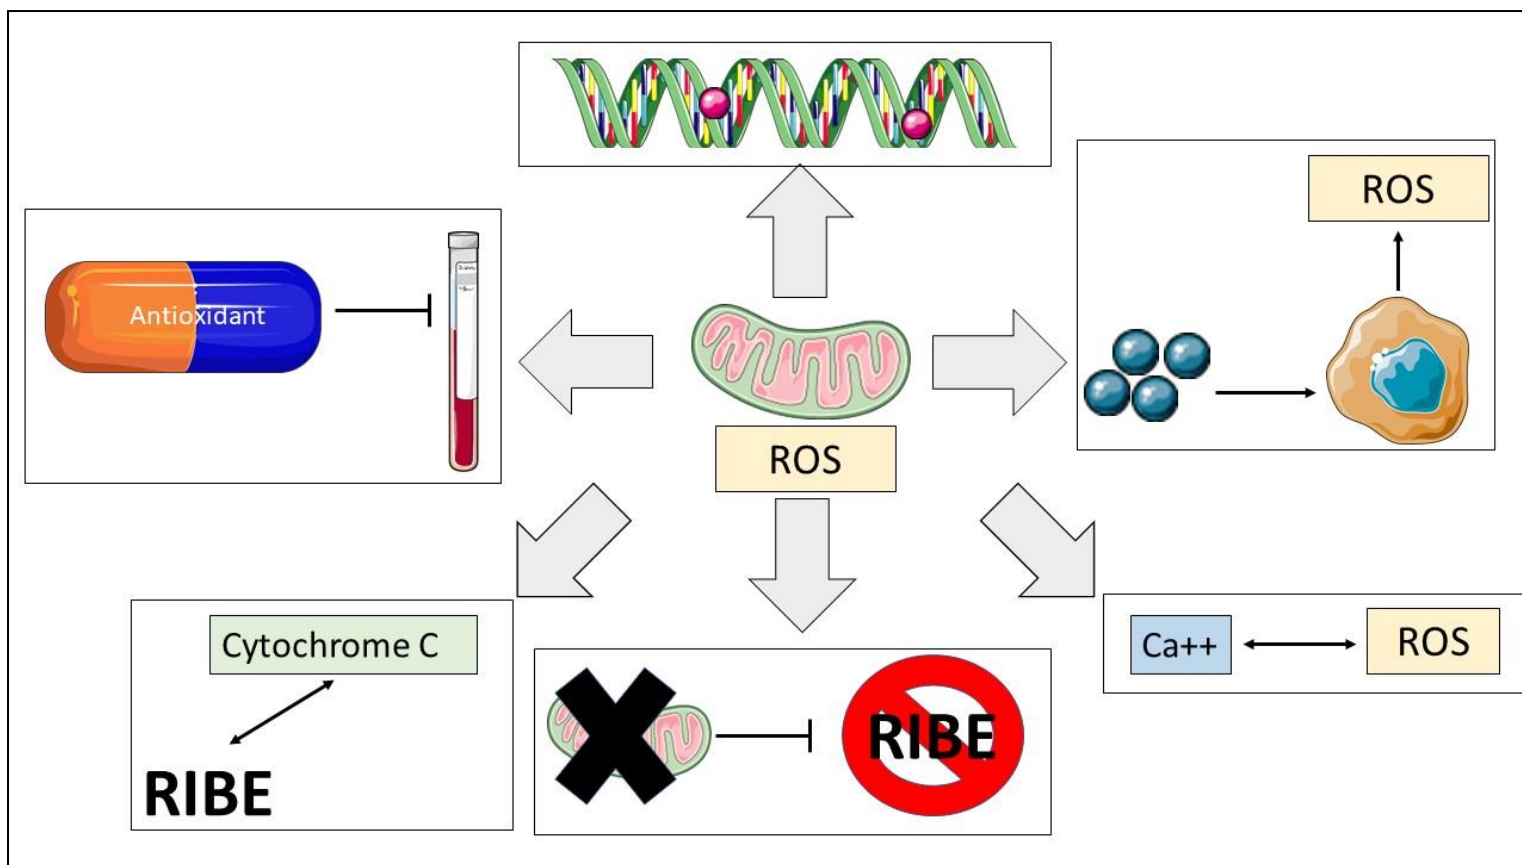 ROS
Antioxidant
ROS
Cytochrome C
RIBE
RIBE
Ca++
ROS